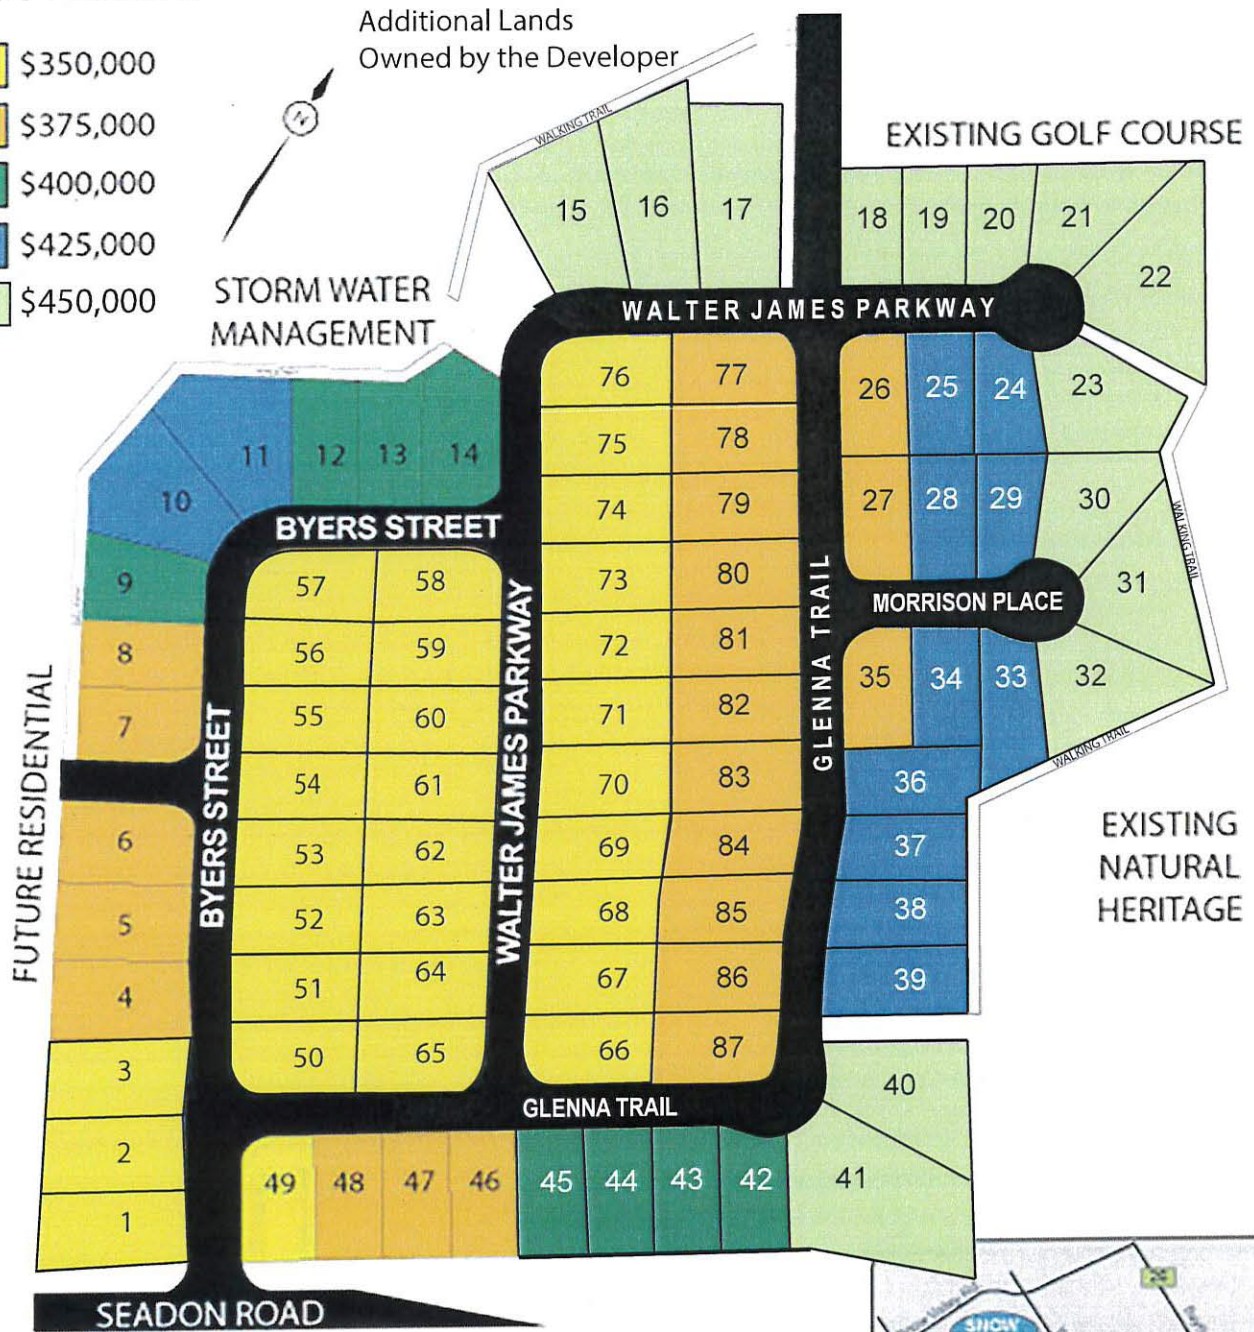 Additional Lands
Owned by the Developer
$350,000
$375,000
$400,000
$425,000
$450,000
N
WALKING TRAIL
EXISTING GOLF COURSE
STORM WATER
MANAGEMENT
15 16 17
18 19 20 21
22
WALTER JAMES PARKWAY
76 77
26 25 24 23
75 78
11 12 13 14
10
74 79
27 28 29 30
WALKING TRAIL
BYERS STREET
57 58
73 80
9
31
MORRISON PLACE
8
56 59
72 81
GLENNA TRAIL
35 34 33 32
WALKING TRAIL
7
55 60
71 82
WALTER JAMES PARKWAY
BYERS STREET
FUTURE RESIDENTIAL
54 61
70 83
36
6
53 62
69 84
37
EXISTING
NATURAL
HERITAGE
5
52 63
68 85
38
4
51 64
67 86
39
3
50 65
66 87
40
GLENNA TRAIL
2
49 48 47 46 45 44 43 42 41
1
SEADON ROAD
26
SNOW